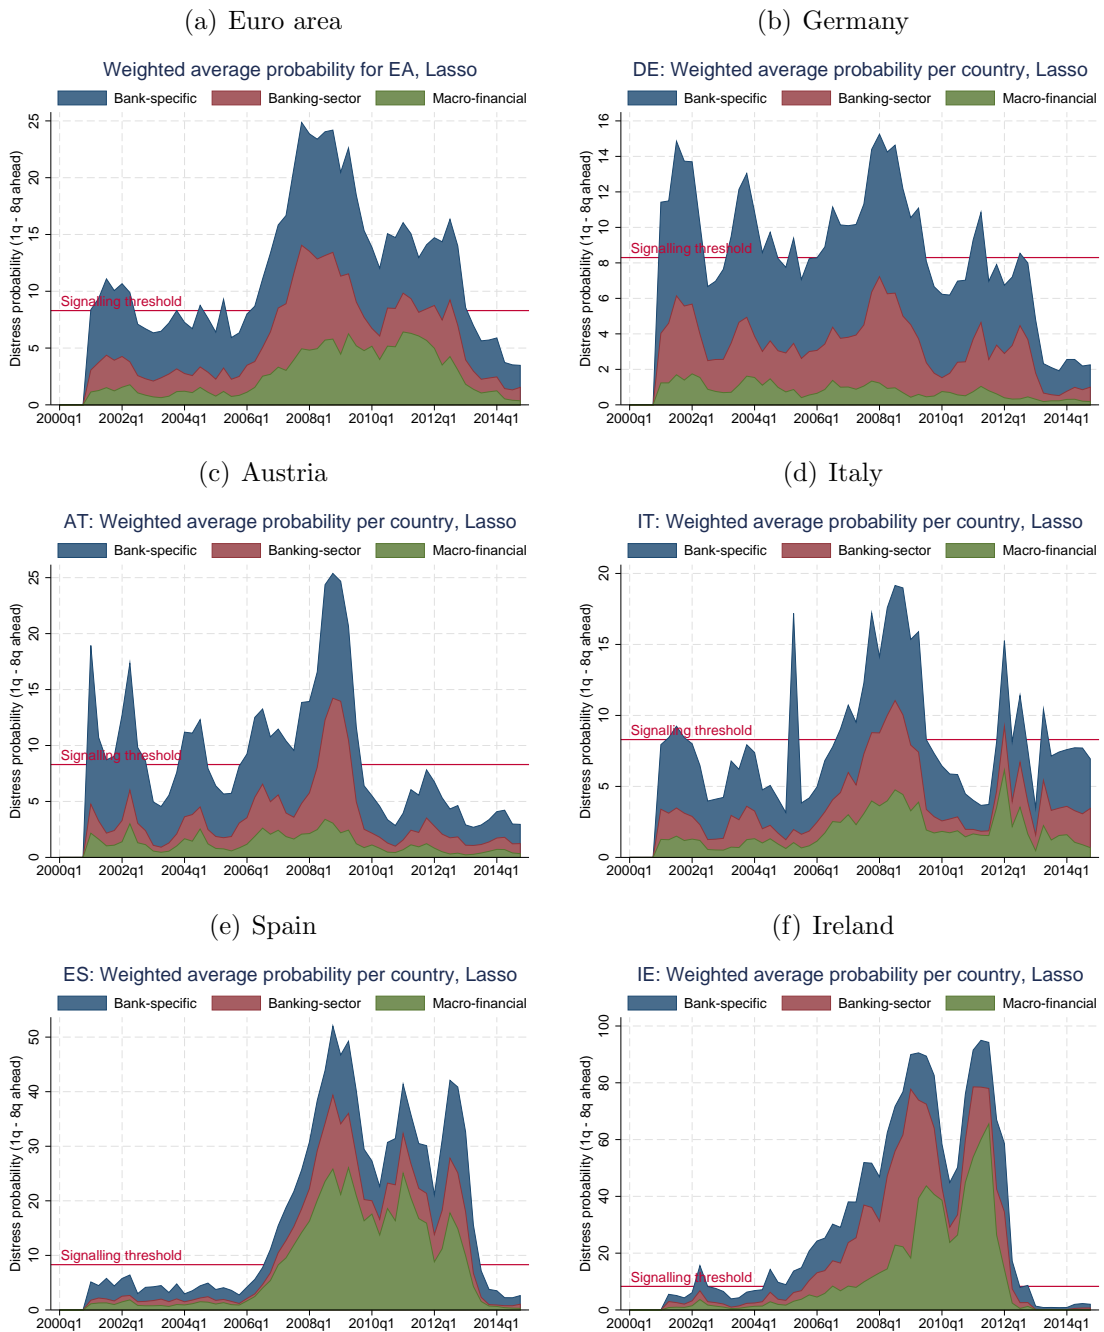 (a) Euro area
Weighted average probability for EA, Lasso
Bank-specific Banking-sector Macro-financial
Distress probability (1q - 8q ahead)
25
20
15
10
5
0
Signalling threshold
2000q1 2002q1 2004q1 2006q1 2008q1 2010q1 2012q1 2014q1
(b) Germany
DE: Weighted average probability per country, Lasso
Bank-specific Banking-sector Macro-financial
Distress probability (1q - 8q ahead)
16
14
12
10
8
6
4
2
0
Signalling threshold
2000q1 2002q1 2004q1 2006q1 2008q1 2010q1 2012q1 2014q1
(c) Austria
AT: Weighted average probability per country, Lasso
Bank-specific Banking-sector Macro-financial
Distress probability (1q - 8q ahead)
25
20
15
10
5
0
Signalling threshold
2000q1 2002q1 2004q1 2006q1 2008q1 2010q1 2012q1 2014q1
(d) Italy
IT: Weighted average probability per country, Lasso
Bank-specific Banking-sector Macro-financial
Distress probability (1q - 8q ahead)
20
15
10
5
0
Signalling threshold
2000q1 2002q1 2004q1 2006q1 2008q1 2010q1 2012q1 2014q1
(e) Spain
ES: Weighted average probability per country, Lasso
Bank-specific Banking-sector Macro-financial
Distress probability (1q - 8q ahead)
50
40
30
20
10
0
Signalling threshold
2000q1 2002q1 2004q1 2006q1 2008q1 2010q1 2012q1 2014q1
(f) Ireland
IE: Weighted average probability per country, Lasso
Bank-specific Banking-sector Macro-financial
Distress probability (1q - 8q ahead)
100
80
60
40
20
0
Signalling threshold
2000q1 2002q1 2004q1 2006q1 2008q1 2010q1 2012q1 2014q1